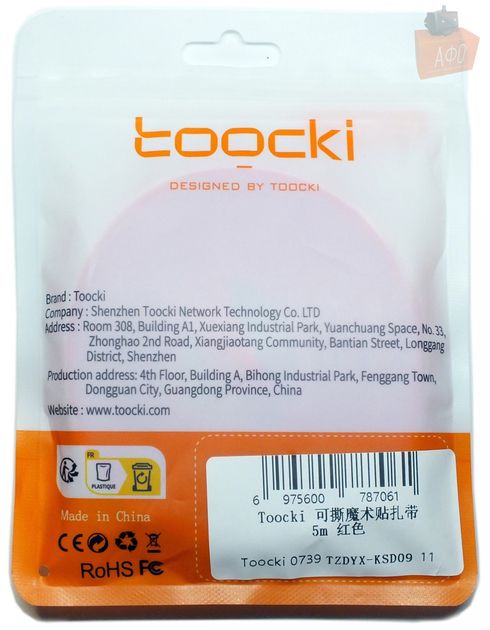 АФО
toocki
DESIGNED BY TOOCKI
Brand : Toocki
Company : Shenzhen Toocki Network Technology Co. LTD
Address : Room 308, Building A1, Xuexiang Industrial Park, Yuanchuang Space, No. 33,
Zhonghao 2nd Road, Xiangjiaotang Community, Bantian Street, Longgang
District, Shenzhen
Production address: 4th Floor, Building A, Bihong Industrial Park, Fenggang Town,
Dongguan City, Guangdong Province, China
Website : www.toocki.com
FR
PLASTIQUE
Made in China
CE
RoHS FC
6 975600 787061
Toocki 可撕魔术贴扎带
5m 红色
Toocki 0739 TZDYX-KSD09 11